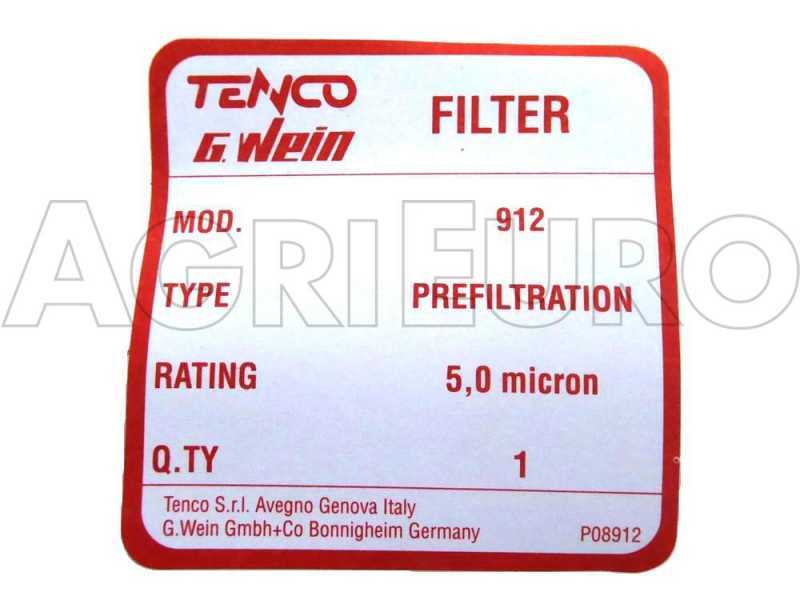 TENCO
G.Wein
FILTER
MOD. 912
TYPE PREFILTRATION
RATING 5,0 micron
Q.TY 1
Tenco S.r.l. Avegno Genova Italy
G.Wein Gmbh+Co Bonnigheim Germany P08912
AGRIEURO